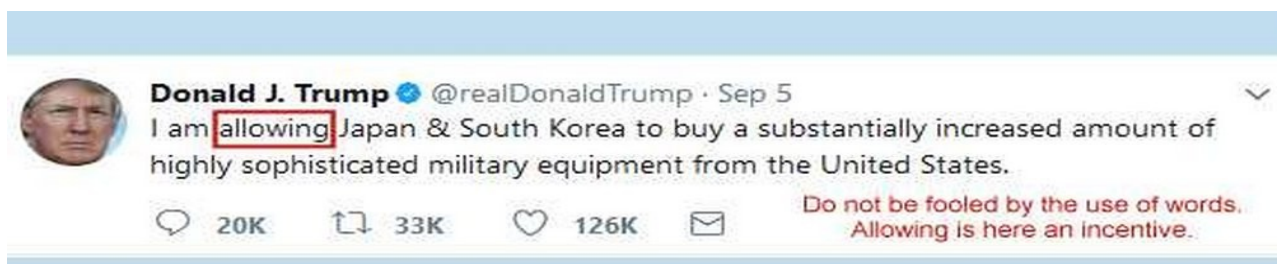 Donald J. Trump @realDonaldTrump · Sep 5
I am allowing Japan & South Korea to buy a substantially increased amount of
highly sophisticated military equipment from the United States.
20K 33K 126K
Do not be fooled by the use of words.
Allowing is here an incentive.